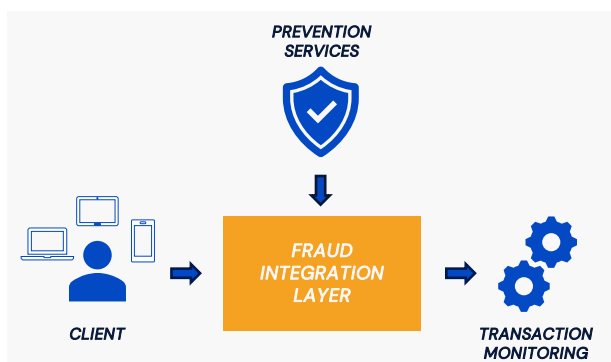 PREVENTION
SERVICES
FRAUD
INTEGRATION
LAYER
CLIENT
TRANSACTION
MONITORING